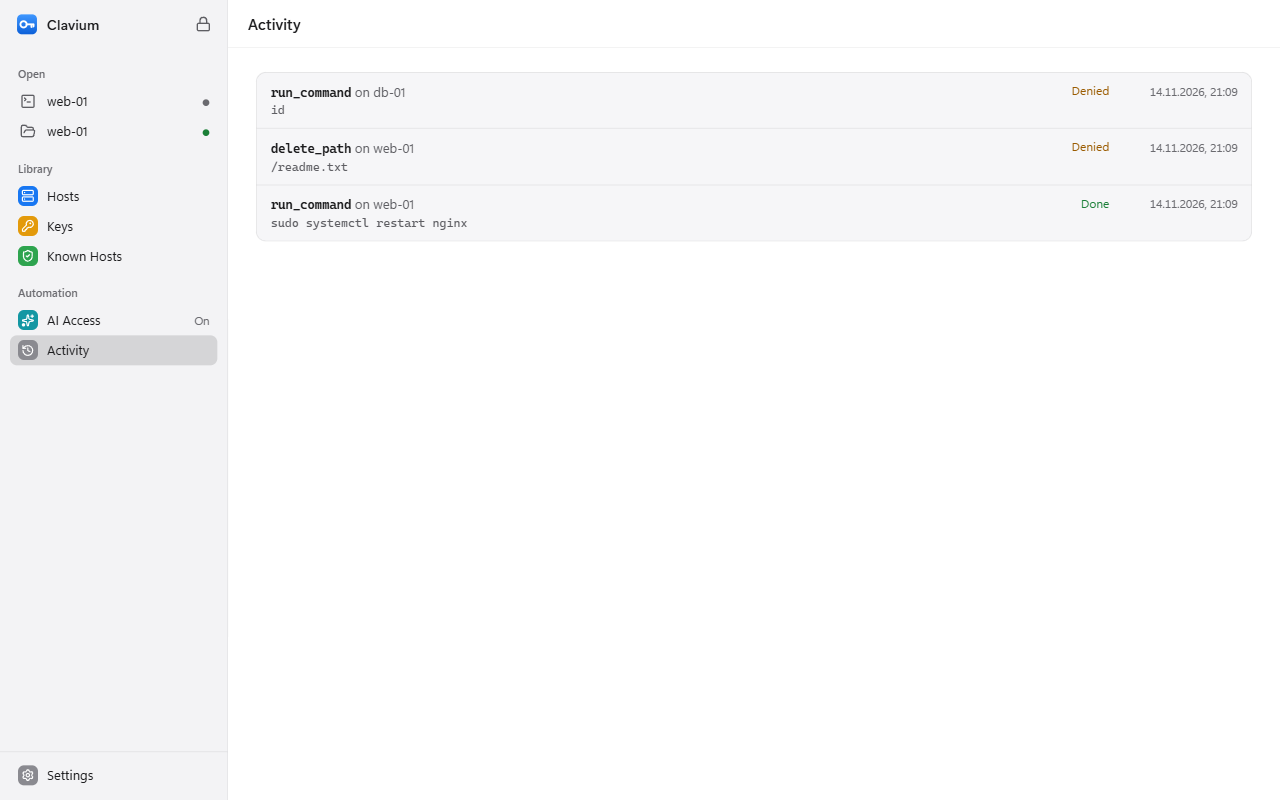 Clavium
Open
web-01
web-01
Library
Hosts
Keys
Known Hosts
Automation
AI Access On
Activity
Settings
Activity
run_command on db-01 Denied 14.11.2026, 21:09
id
delete_path on web-01 Denied 14.11.2026, 21:09
/readme.txt
run_command on web-01 Done 14.11.2026, 21:09
sudo systemctl restart nginx